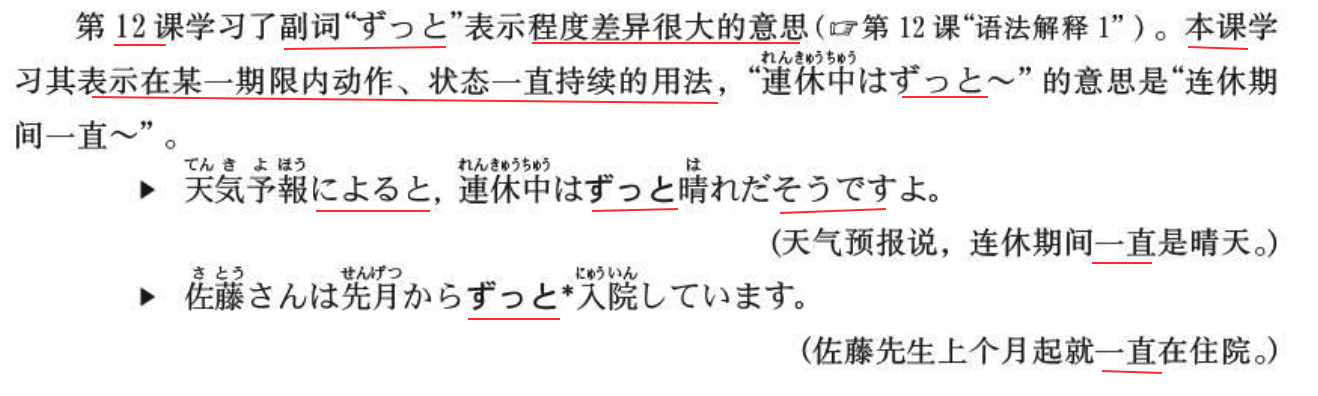 第 12 课学习了副词“ずっと”表示程度差异很大的意思(☞第 12 课“语法解释 1”)。本课学
れんきゅうちゅう
习其表示在某一期限内动作、状态一直持续的用法，“連休中はずっと～”的意思是“连休期
间一直～”。
てん き よ ほう れんきゅうちゅう は
▶ 天気予報によると，連休中はずっと晴れだそうですよ。
(天气预报说，连休期间一直是晴天。)
さ とう せんげつ にゅういん
▶ 佐藤さんは先月からずっと*入院しています。
(佐藤先生上个月起就一直在住院。)